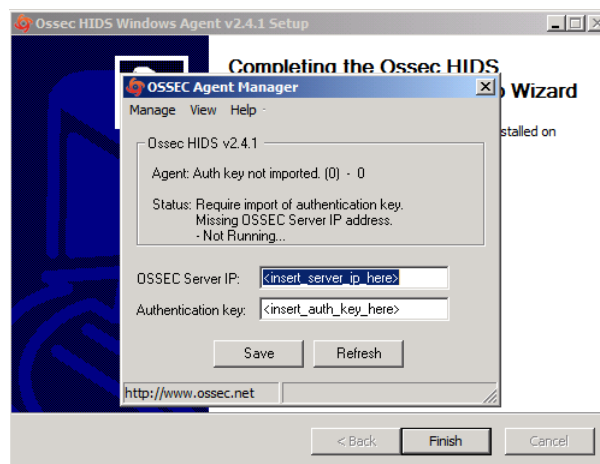 Ossec HIDS Windows Agent v2.4.1 Setup
Completing the Ossec HIDS
Wizard
stalled on
OSSEC Agent Manager
Manage View Help
Ossec HIDS v2.4.1
Agent: Auth key not imported. (0) - 0
Status: Require import of authentication key.
Missing OSSEC Server IP address.
- Not Running...
OSSEC Server IP: <insert_server_ip_here>
Authentication key: <insert_auth_key_here>
Save Refresh
http://www.ossec.net
< Back Finish Cancel